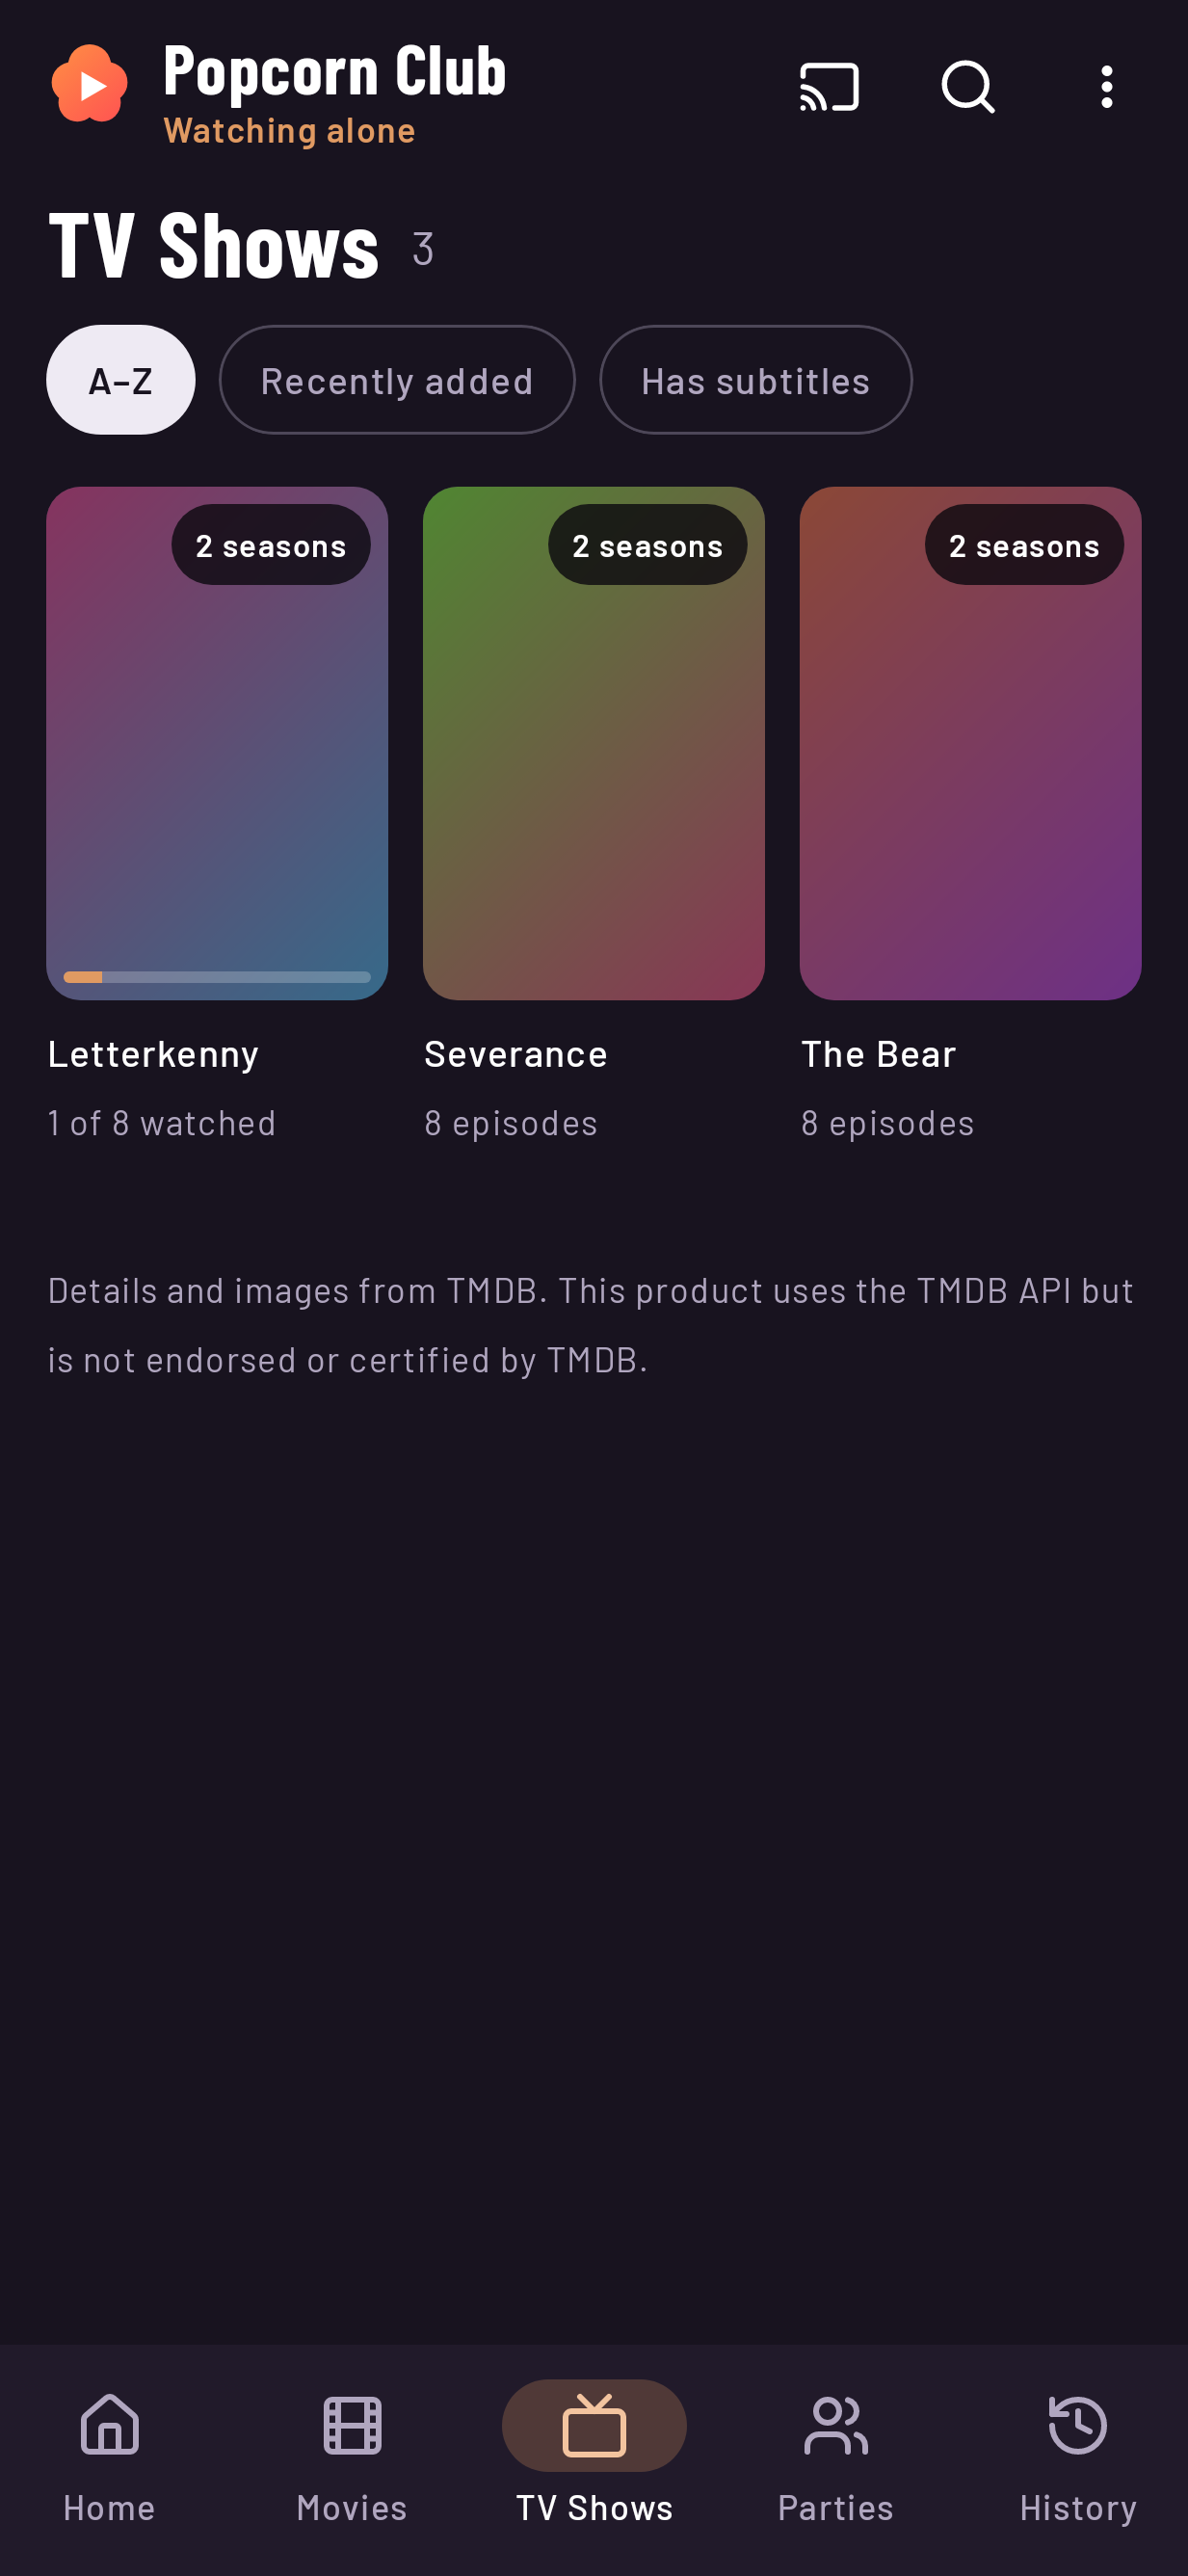 Popcorn Club
Watching alone
TV Shows 3
A–Z
Recently added
Has subtitles
2 seasons
2 seasons
2 seasons
Letterkenny
1 of 8 watched
Severance
8 episodes
The Bear
8 episodes
Details and images from TMDB. This product uses the TMDB API but
is not endorsed or certified by TMDB.
Home
Movies
TV Shows
Parties
History